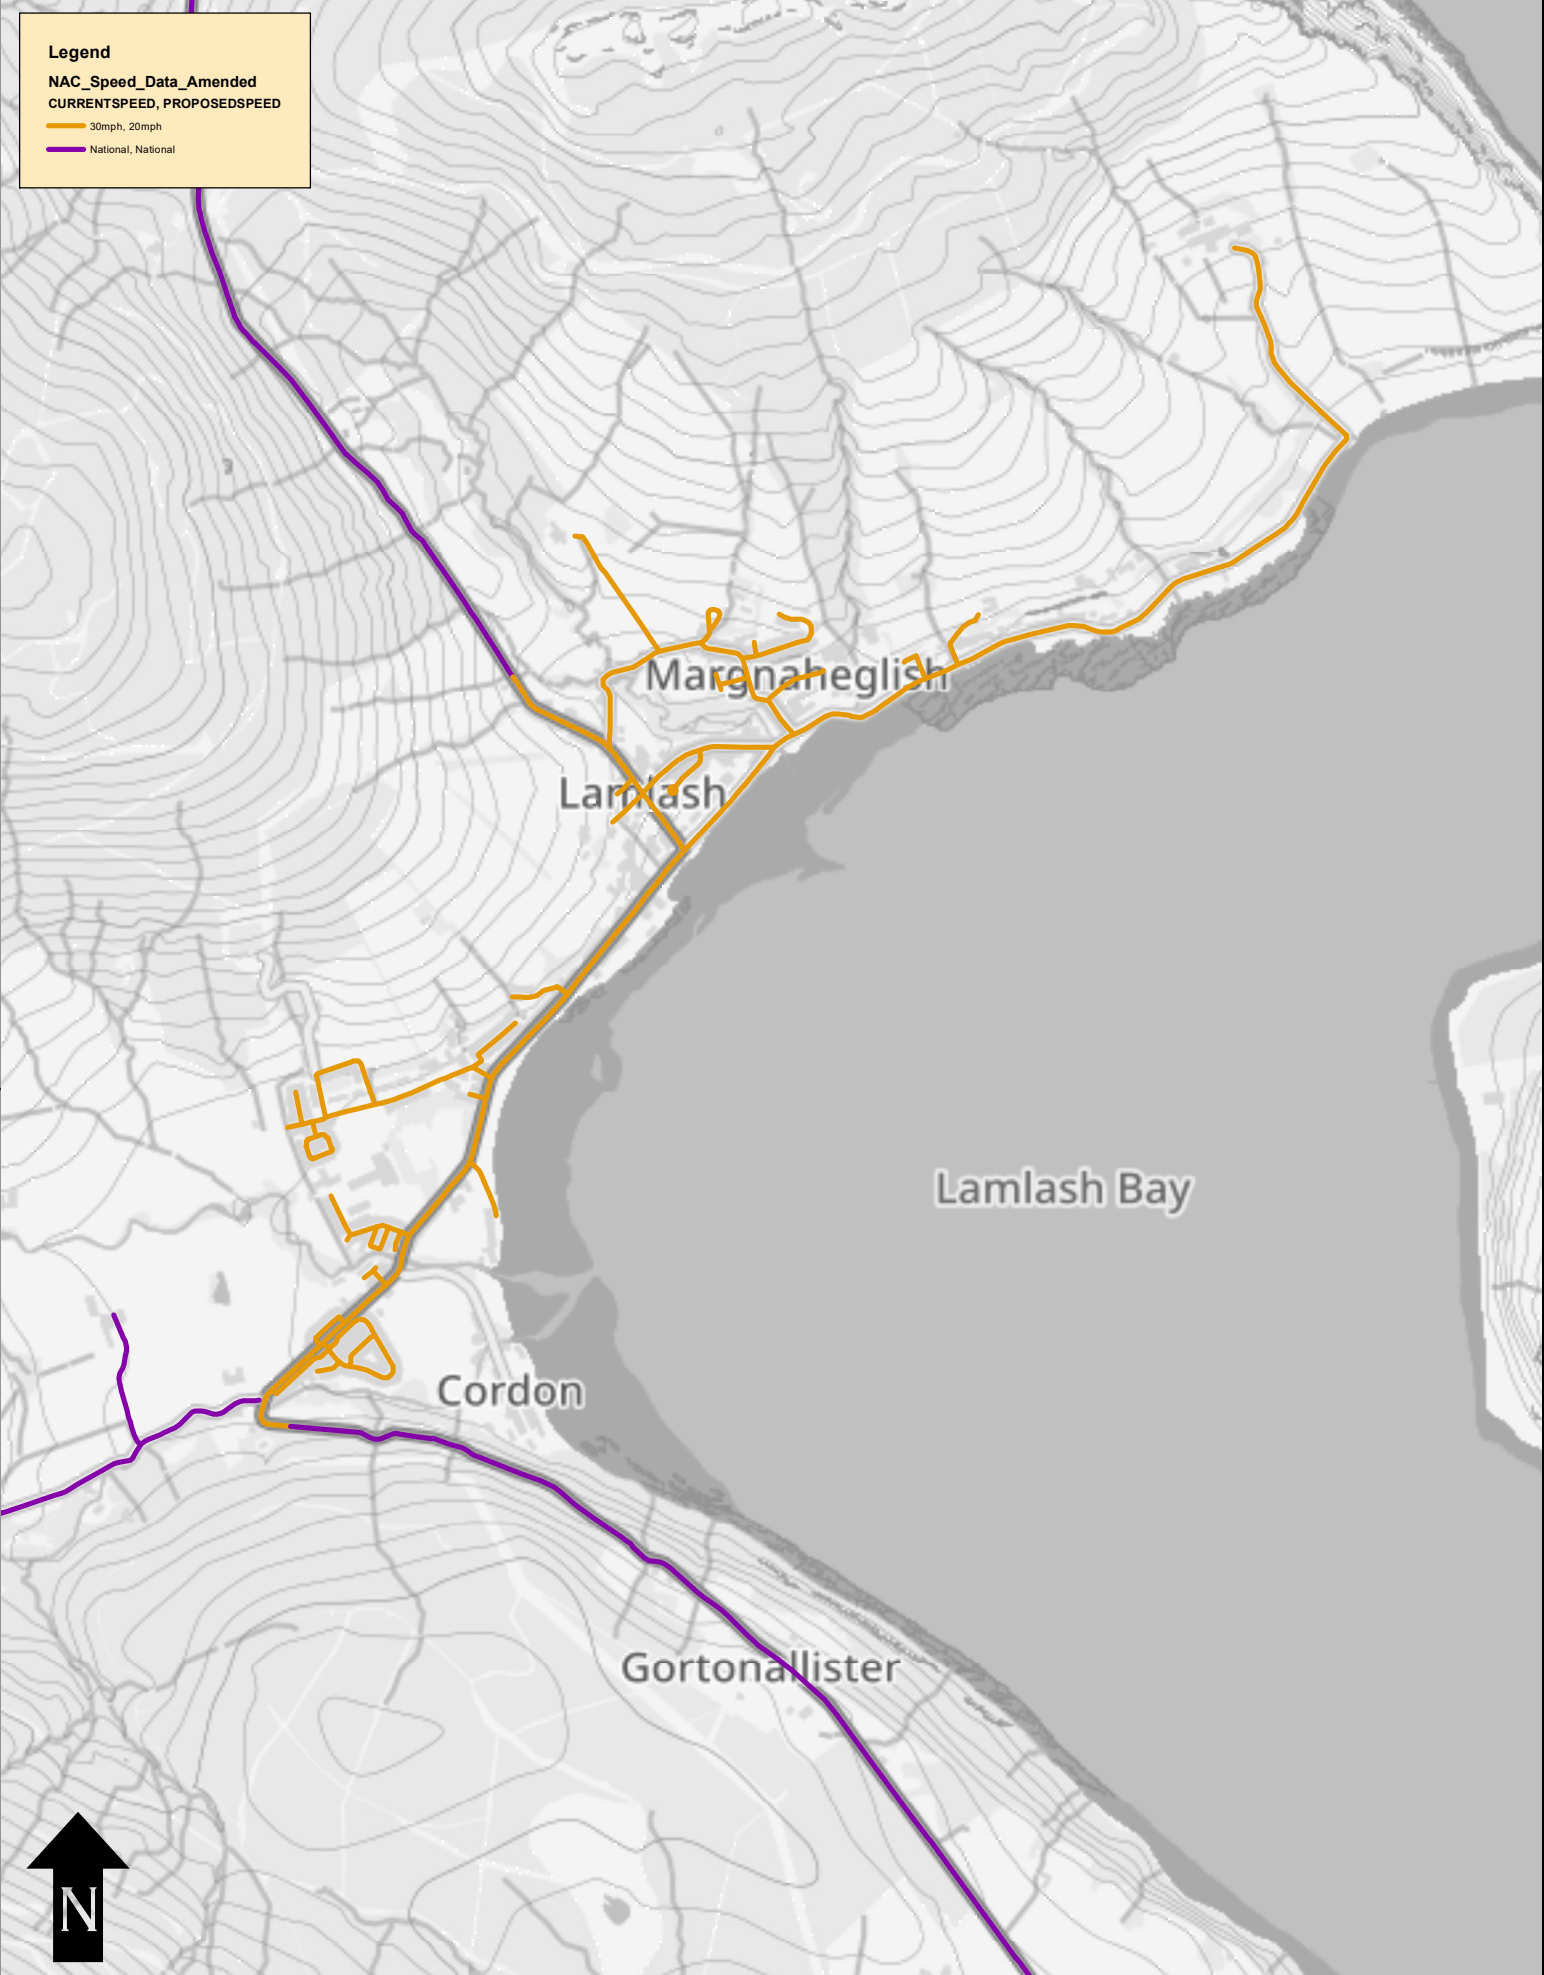 Legend
NAC_Speed_Data_Amended
CURRENTSPEED, PROPOSEDSPEED
30mph, 20mph
National, National
Margnaheglish
Lamlash
Lamlash Bay
Cordon
Gortonallister
N